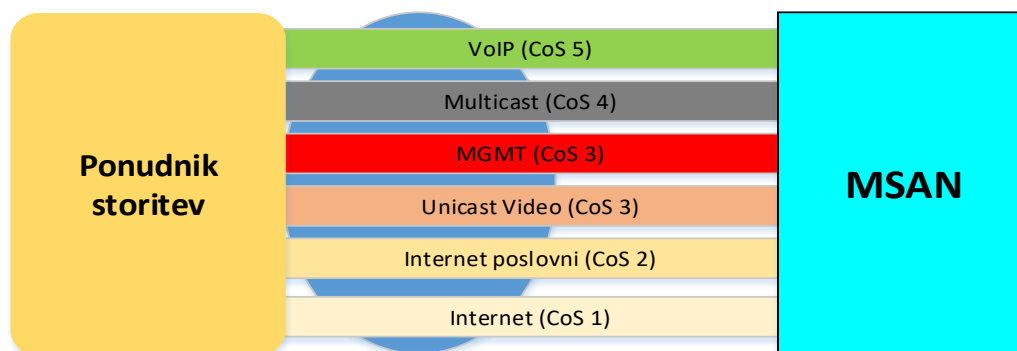 Ponudnik
storitev
VoIP (CoS 5)
Multicast (CoS 4)
MGMT (CoS 3)
Unicast Video (CoS 3)
Internet poslovni (CoS 2)
Internet (CoS 1)
MSAN